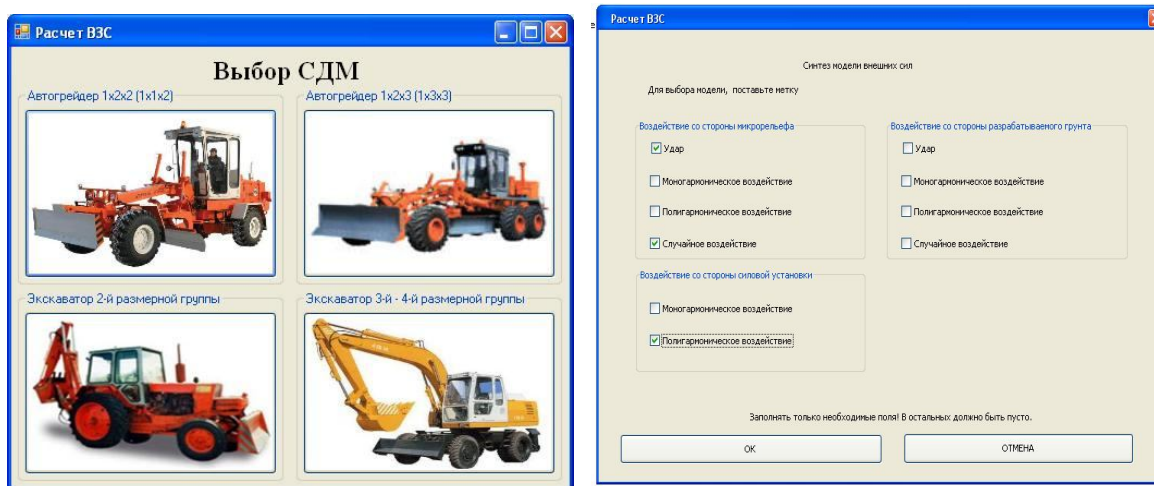 Расчет ВЗС
Выбор СДМ
Автогрейдер 1х2х2 (1х1х2)
Автогрейдер 1х2х3 (1х3х3)
Экскаватор 2-й размерной группы
Экскаватор 3-й - 4-й размерной группы
Расчет ВЗС
Синтез модели внешних сил
Для выбора модели, поставьте метку
Воздействие со стороны микрорельефа
Удар
Моногармоническое воздействие
Полигармоническое воздействие
Случайное воздействие
Воздействие со стороны разрабатываемого грунта
Удар
Моногармоническое воздействие
Полигармоническое воздействие
Случайное воздействие
Воздействие со стороны силовой установки
Моногармоническое воздействие
Полигармоническое воздействие
Заполнять только необходимые поля! В остальных должно быть пусто.
ОК
ОТМЕНА